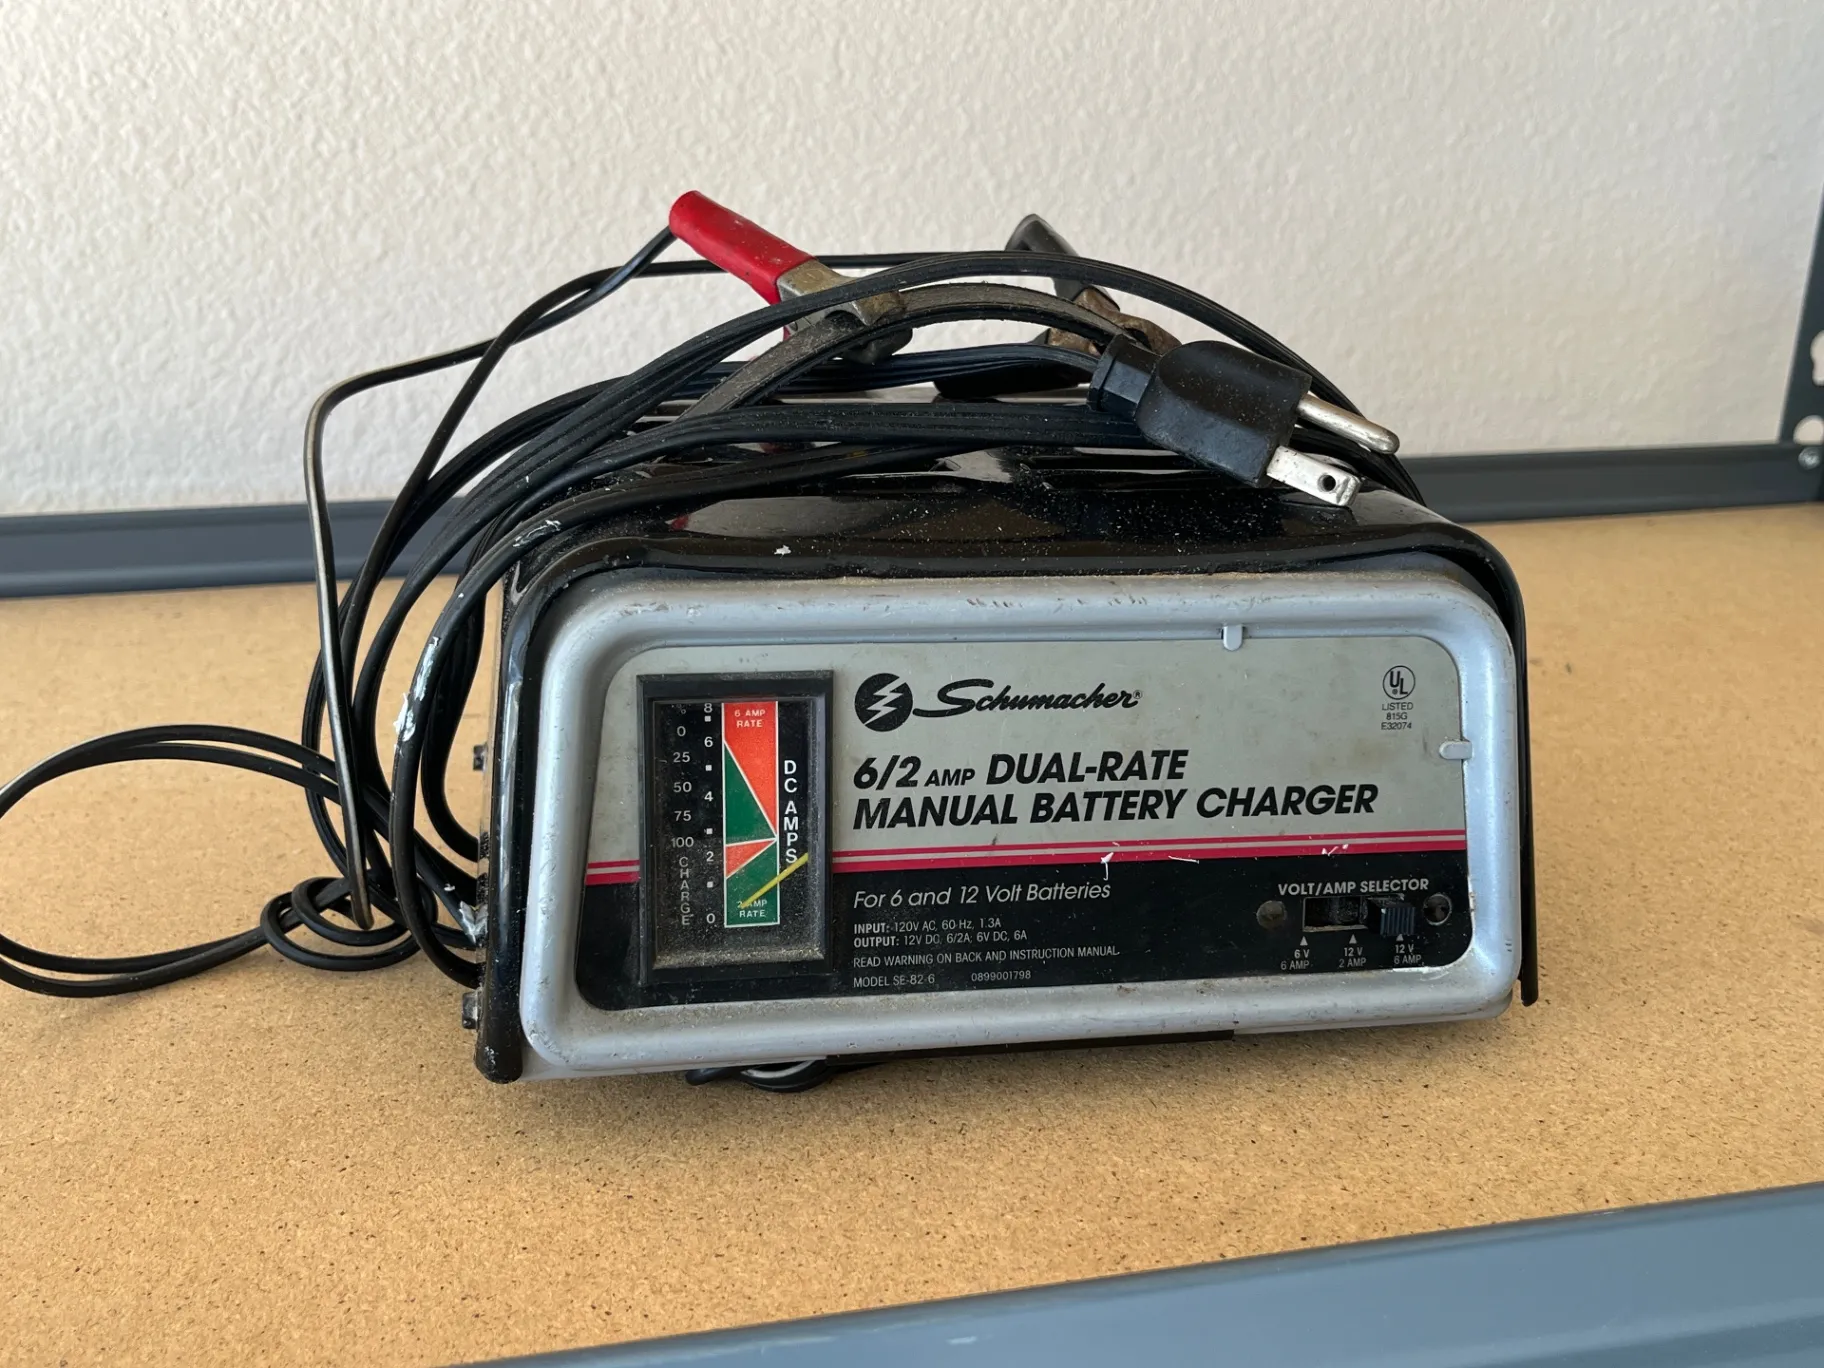 Schumacher®
UL
LISTED
815G
E32074
6/2 AMP DUAL-RATE
MANUAL BATTERY CHARGER
8
0
6
25
50
4
75
100
2
CHARGE
0
6 AMP
RATE
DC AMPS
2 AMP
RATE
For 6 and 12 Volt Batteries
INPUT: 120V AC, 60 Hz, 1.3A
OUTPUT: 12V DC, 6/2A; 6V DC, 6A
READ WARNING ON BACK AND INSTRUCTION MANUAL.
MODEL SE-82-6 0899001798
VOLT/AMP SELECTOR
6 V 12 V 12 V
6 AMP 2 AMP 6 AMP